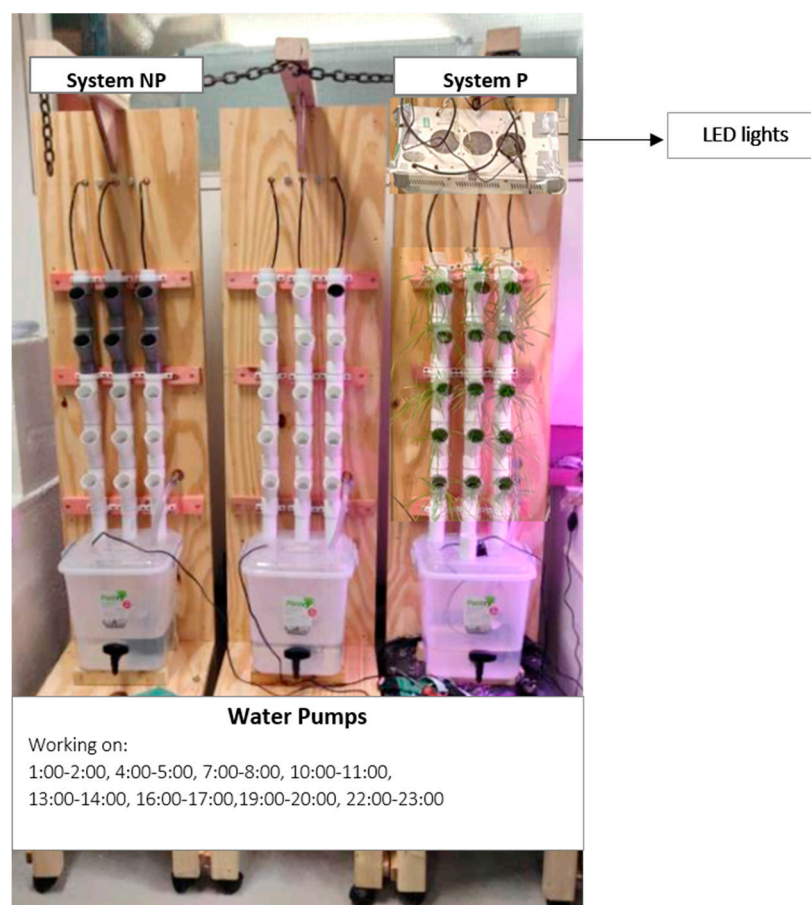 System NP
System P
LED lights
Water Pumps
Working on:
1:00-2:00, 4:00-5:00, 7:00-8:00, 10:00-11:00,
13:00-14:00, 16:00-17:00,19:00-20:00, 22:00-23:00